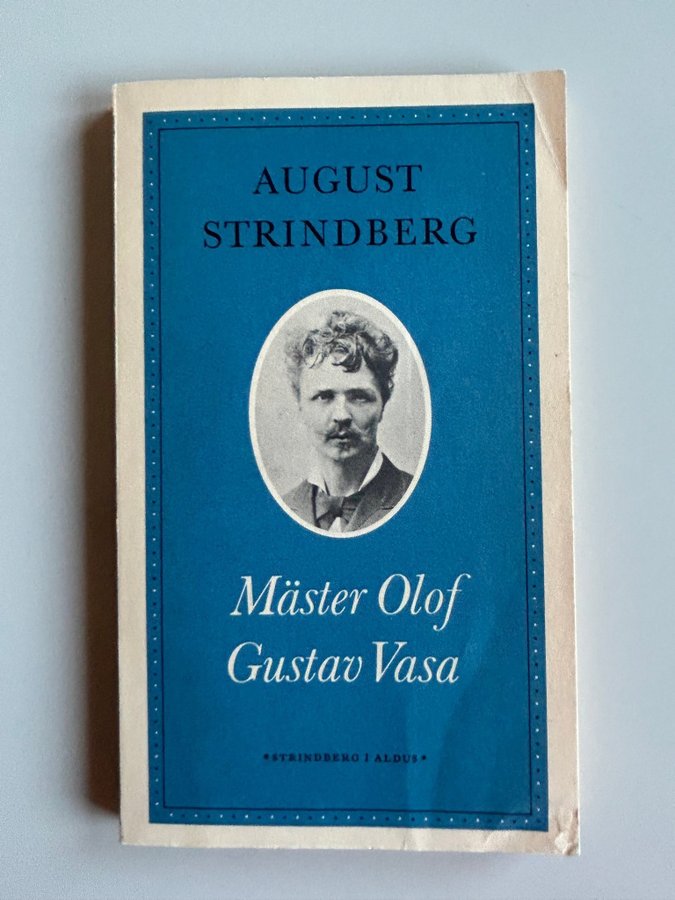 AUGUST
STRINDBERG
Mäster Olof
Gustav Vasa
*STRINDBERG I ALDUS*